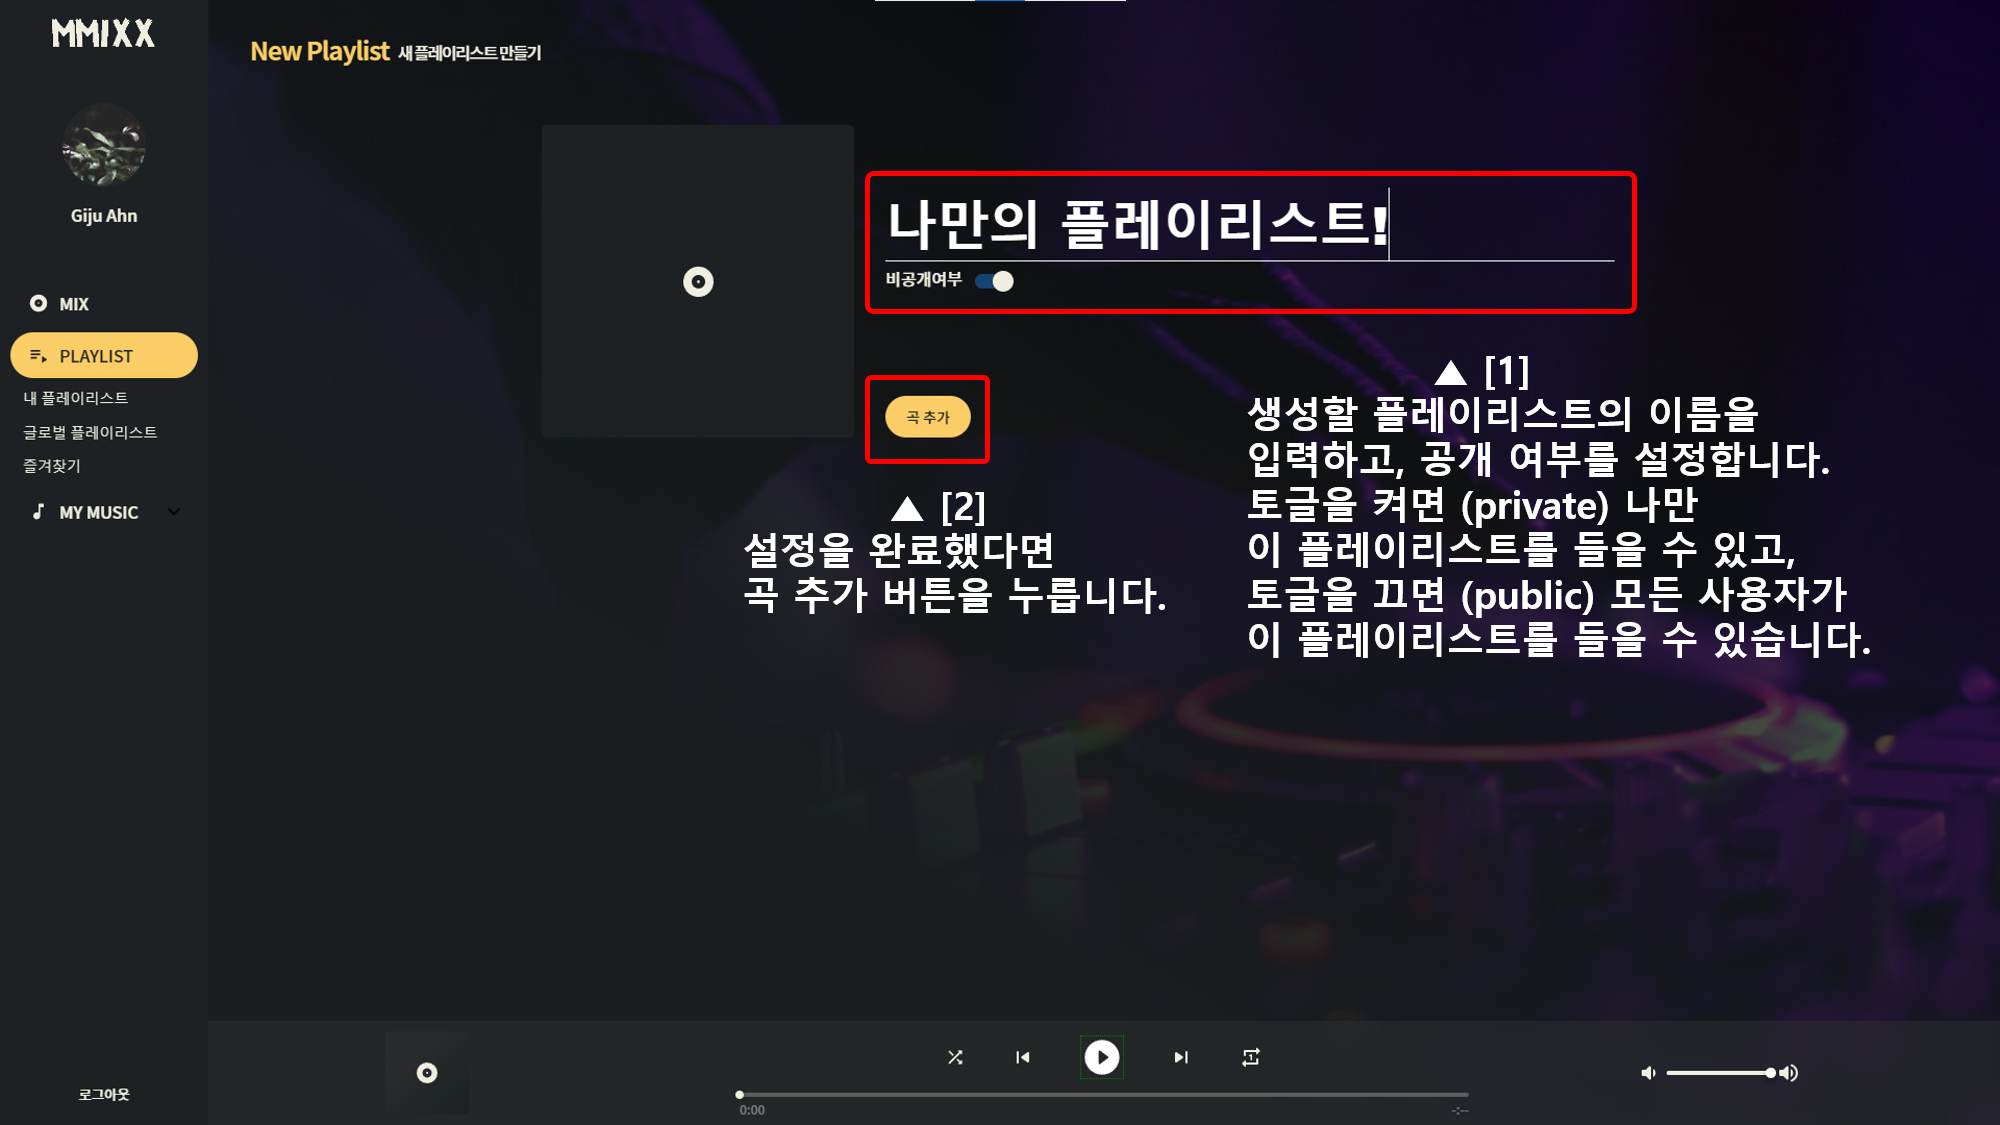 MMIXX
Giju Ahn
MIX
PLAYLIST
내 플레이리스트
글로벌 플레이리스트
즐겨찾기
MY MUSIC
로그아웃
New Playlist 새 플레이리스트 만들기
나만의 플레이리스트!
비공개여부
곡 추가
▲ [1]
생성할 플레이리스트의 이름을
입력하고, 공개 여부를 설정합니다.
토글을 켜면 (private) 나만
이 플레이리스트를 들을 수 있고,
토글을 끄면 (public) 모든 사용자가
이 플레이리스트를 들을 수 있습니다.
▲ [2]
설정을 완료했다면
곡 추가 버튼을 누릅니다.
0:00
-:--